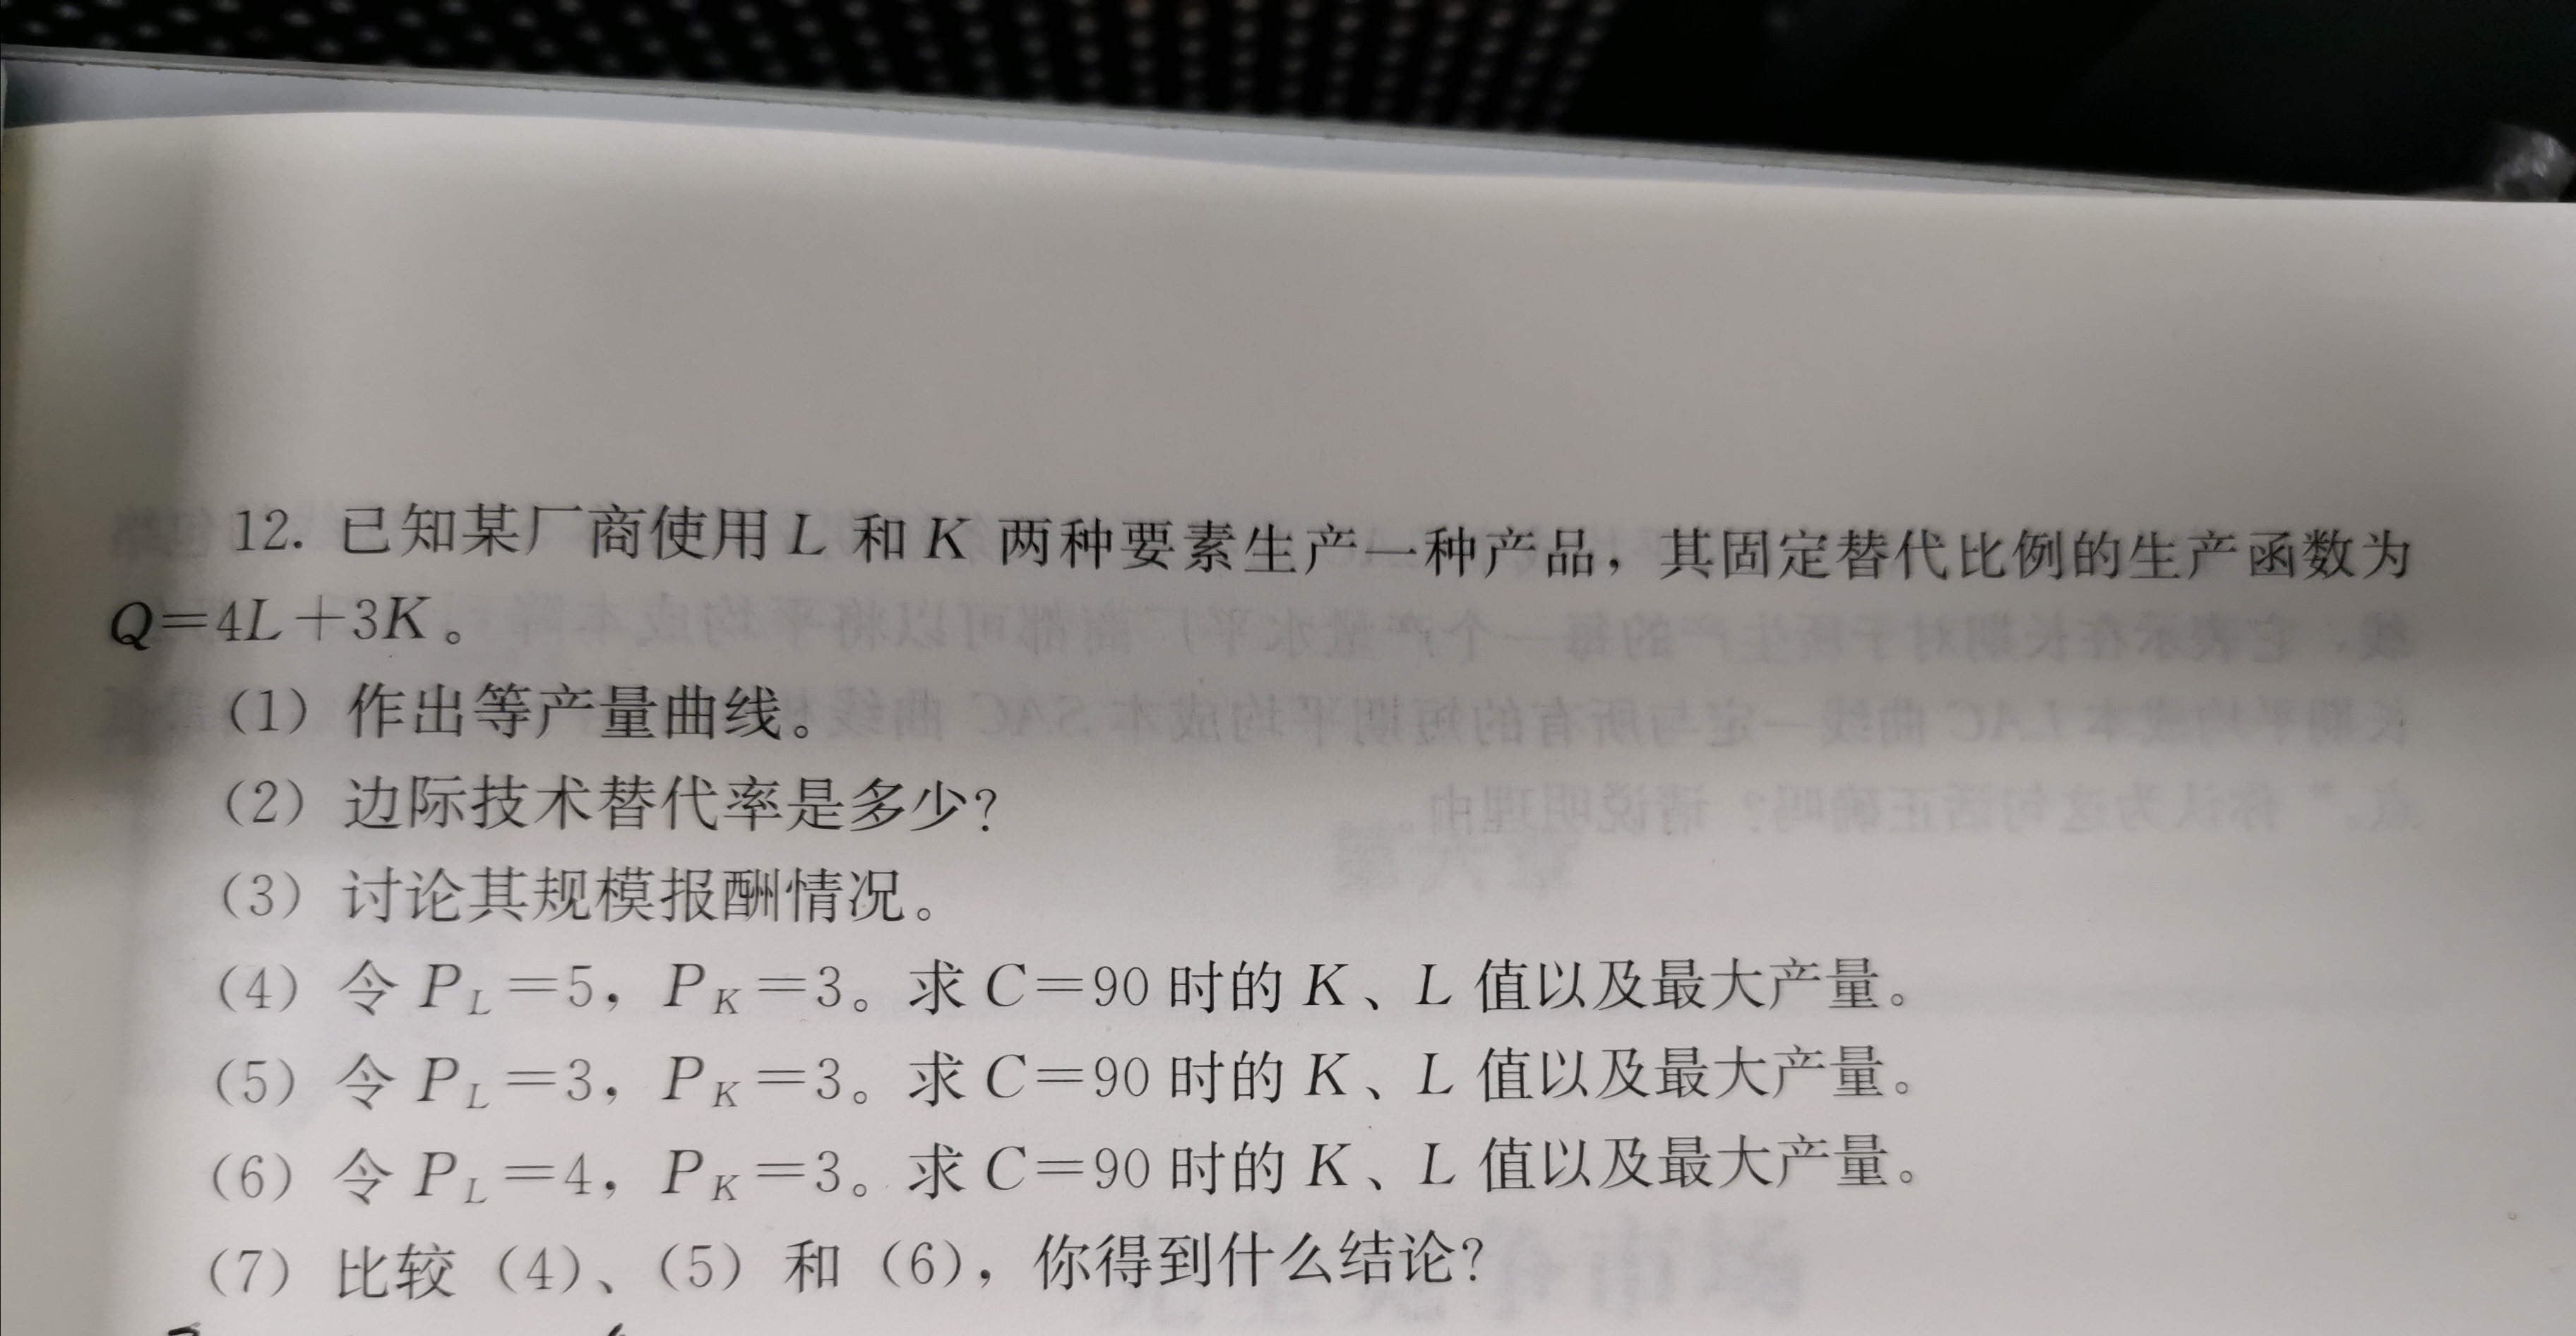 12. 已知某厂商使用 L 和 K 两种要素生产一种产品，其固定替代比例的生产函数为
Q=4L+3K。
（1）作出等产量曲线。
（2）边际技术替代率是多少？
（3）讨论其规模报酬情况。
（4）令 P_L=5，P_K=3。求 C=90 时的 K、L 值以及最大产量。
（5）令 P_L=3，P_K=3。求 C=90 时的 K、L 值以及最大产量。
（6）令 P_L=4，P_K=3。求 C=90 时的 K、L 值以及最大产量。
（7）比较（4）、（5）和（6），你得到什么结论？